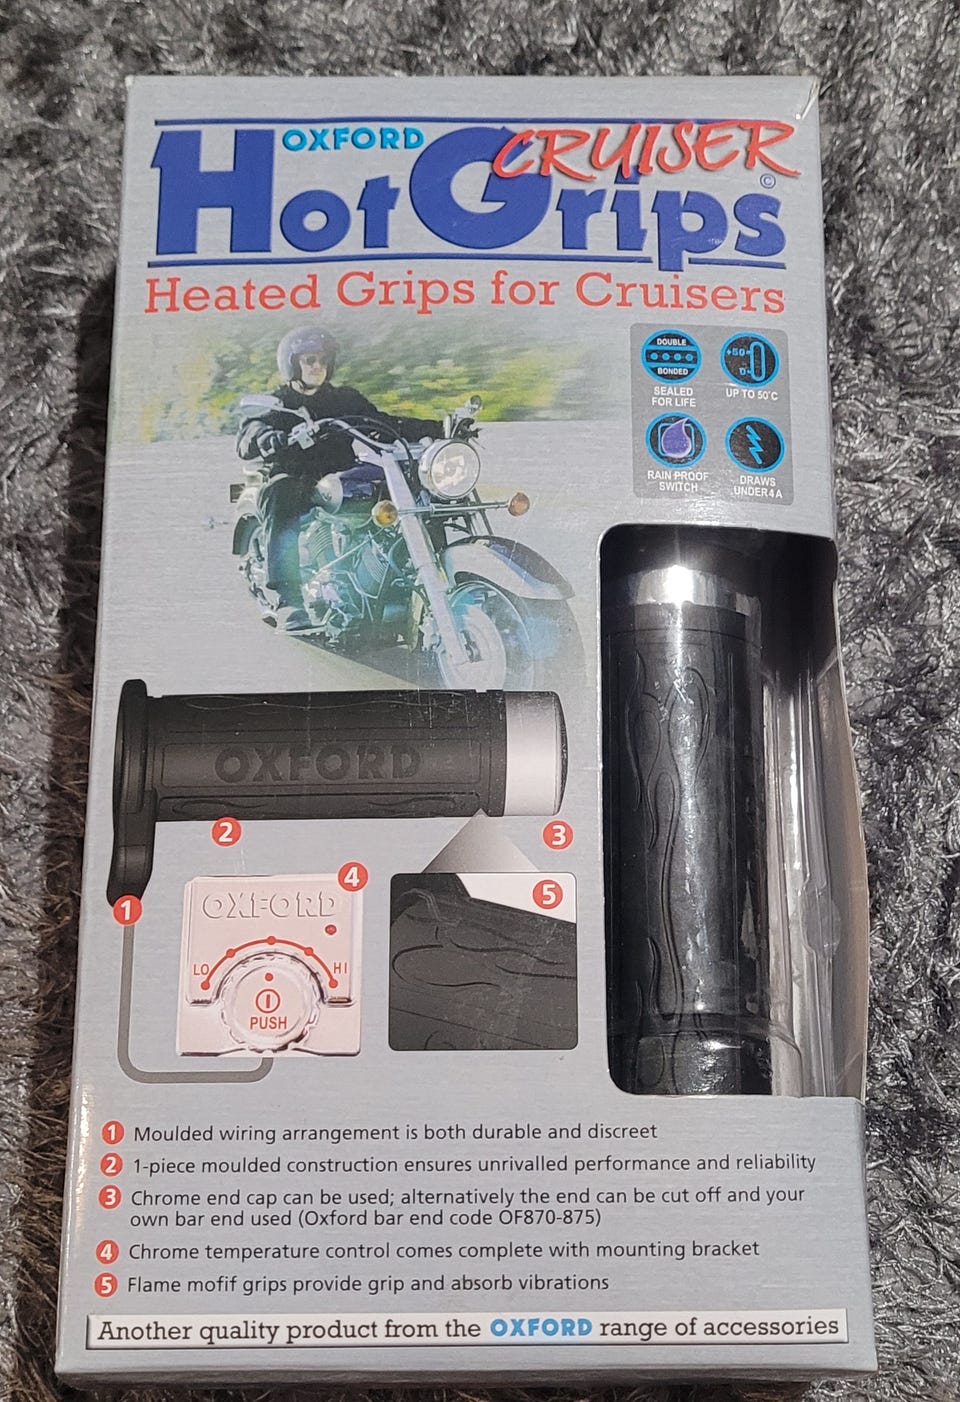 OXFORD
CRUISER
HotGrips ©
Heated Grips for Cruisers
DOUBLE
BONDED
SEALED
FOR LIFE
+50
0
UP TO 50°C
RAIN PROOF
SWITCH
DRAWS
UNDER 4 A
OXFORD
2
3
4
5
1
OXFORD
LO
HI
PUSH
1 Moulded wiring arrangement is both durable and discreet
2 1-piece moulded construction ensures unrivalled performance and reliability
3 Chrome end cap can be used; alternatively the end can be cut off and your
own bar end used (Oxford bar end code OF870-875)
4 Chrome temperature control comes complete with mounting bracket
5 Flame mofif grips provide grip and absorb vibrations
Another quality product from the OXFORD range of accessories